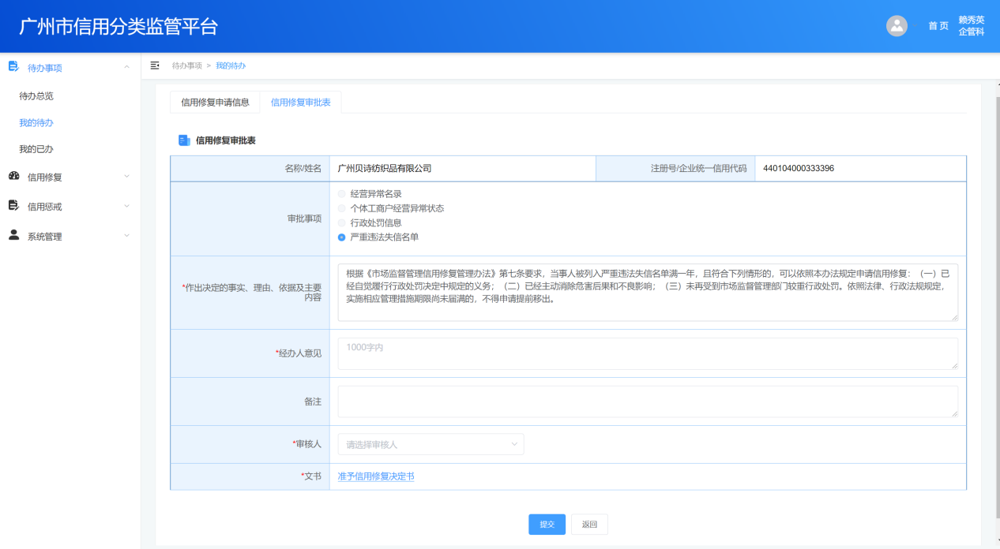 广州市信用分类监管平台
首页
赖秀英
企管科
待办事项
待办总览
我的待办
我的已办
信用修复
信用惩戒
系统管理
待办事项 > 我的待办
信用修复申请信息
信用修复审批表
信用修复审批表
名称/姓名
广州贝诗纺织品有限公司
注册号/企业统一信用代码
440104000333396
审批事项
经营异常名录
个体工商户经营异常状态
行政处罚信息
严重违法失信名单
*作出决定的事实、理由、依据及主要
内容
根据《市场监督管理信用修复管理办法》第七条要求，当事人被列入严重违法失信名单满一年，且符合下列情形的，可以依照本办法规定申请信用修复：（一）已
经自觉履行行政处罚决定中规定的义务；（二）已经主动消除危害后果和不良影响；（三）未再受到市场监督管理部门较重行政处罚。依照法律、行政法规规定，
实施相应管理措施期限尚未届满的，不得申请提前移出。
*经办人意见
1000字内
备注
*审核人
请选择审核人
*文书
准予信用修复决定书
提交
返回